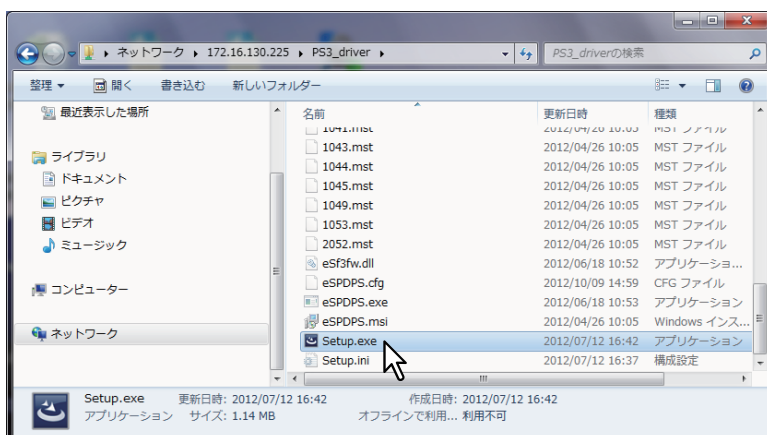 ネットワーク ▸ 172.16.130.225 ▸ PS3_driver ▸
PS3_driverの検索
整理 開く 書き込む 新しいフォルダー
最近表示した場所
ライブラリ
ドキュメント
ピクチャ
ビデオ
ミュージック
コンピューター
ネットワーク
名前 更新日時 種類
1041.mst 2012/04/26 10:05 MST ファイル
1043.mst 2012/04/26 10:05 MST ファイル
1044.mst 2012/04/26 10:05 MST ファイル
1045.mst 2012/04/26 10:05 MST ファイル
1049.mst 2012/04/26 10:05 MST ファイル
1053.mst 2012/04/26 10:05 MST ファイル
2052.mst 2012/04/26 10:05 MST ファイル
eSf3fw.dll 2012/06/18 10:52 アプリケーショ...
eSPDPS.cfg 2012/10/09 14:59 CFG ファイル
eSPDPS.exe 2012/06/18 10:53 アプリケーション
eSPDPS.msi 2012/04/26 10:05 Windows インス...
Setup.exe 2012/07/12 16:42 アプリケーション
Setup.ini 2012/07/12 16:37 構成設定
Setup.exe 更新日時: 2012/07/12 16:42 作成日時: 2012/07/12 16:42
アプリケーション サイズ: 1.14 MB オフラインで利用... 利用不可